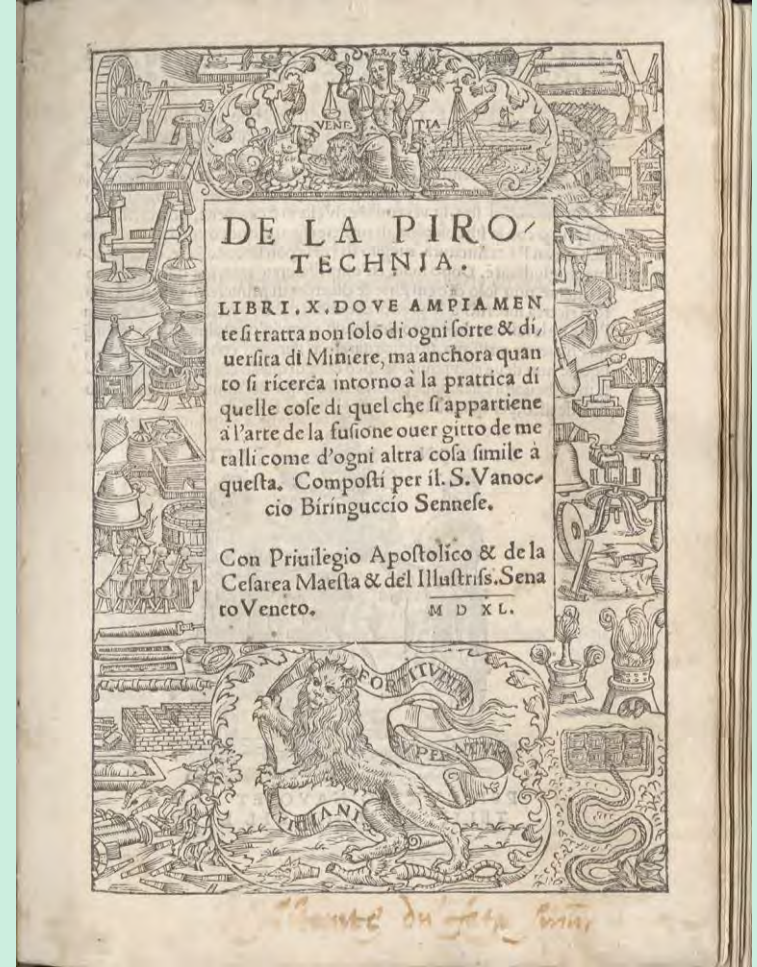 VENE TIA
DE LA PIRO/
TECHNIA.
LIBRI.X.DOVE AMPIAMEN
te ſi tratta non ſolo di ogni ſorte & di/
uerſita di Miniere, ma anchora quan
to ſi ricerca intorno à la prattica di
quelle coſe di quel che ſi appartiene
à l'arte de la fuſione ouer gitto de me
talli come d'ogni altra coſa ſimile à
queſta. Compoſti per il. S. Vanoc/
cio Biringuccio Senneſe.
Con Priuilegio Apoſtolico & de la
Ceſarea Maeſta & del Illuſtriſs. Sena
to Veneto. M D XL.